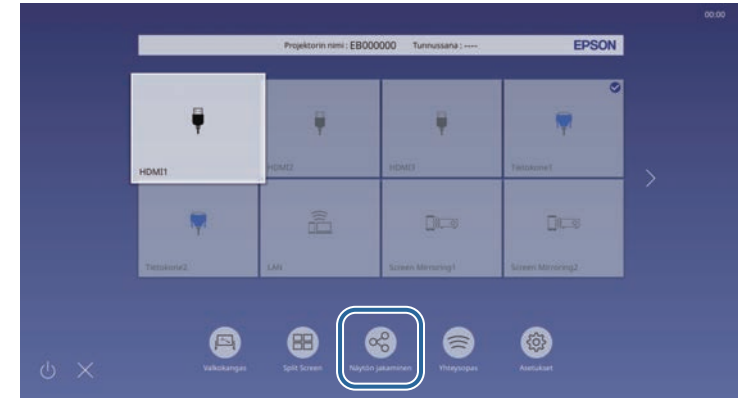 00:00
Projektorin nimi : EB000000 Tunnussana : ---- EPSON
HDMI1 HDMI2 HDMI3 Tietokone1
Tietokone2 LAN Screen Mirroring1 Screen Mirroring2
Valkokangas Split Screen Näytön jakaminen Yhteysopas Asetukset